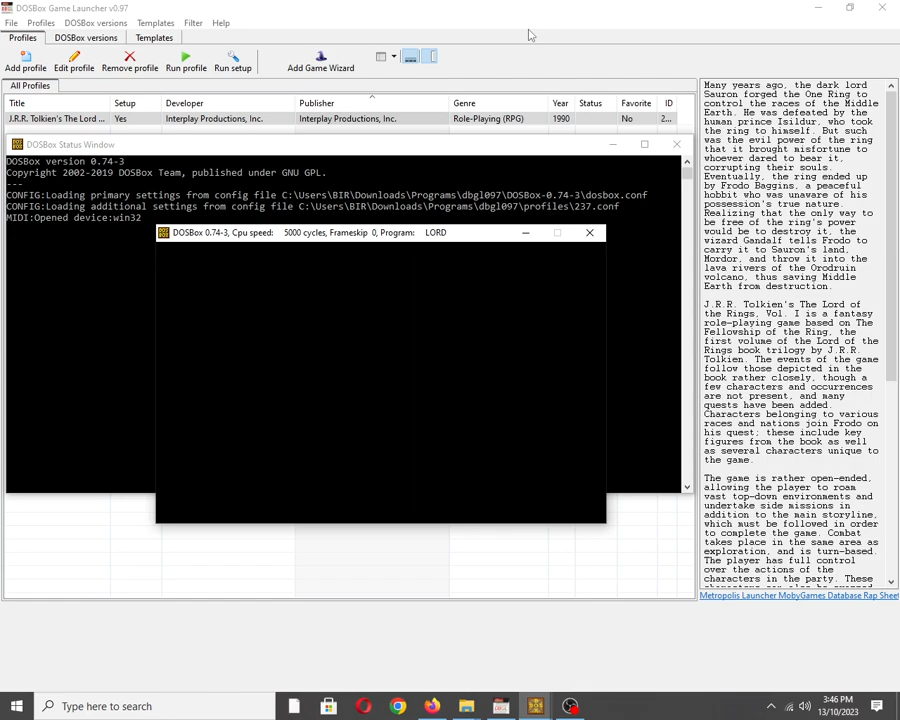 DOSBox Game Launcher v0.97
File Profiles DOSBox versions Templates Filter Help
Profiles DOSBox versions Templates
Add profile Edit profile Remove profile Run profile Run setup Add Game Wizard
All Profiles
Title Setup Developer Publisher Genre Year Status Favorite ID
J.R.R. Tolkien's The Lord ... Yes Interplay Productions, Inc. Interplay Productions, Inc. Role-Playing (RPG) 1990 No 2...
DOSBox Status Window
DOSBox version 0.74-3
Copyright 2002-2019 DOSBox Team, published under GNU GPL.
---
CONFIG:Loading primary settings from config file C:\Users\BIR\Downloads\Programs\dbgl097\DOSBox-0.74-3\dosbox.conf
CONFIG:Loading additional settings from config file C:\Users\BIR\Downloads\Programs\dbgl097\profiles\237.conf
MIDI:Opened device:win32
DOSBox 0.74-3, Cpu speed: 5000 cycles, Frameskip 0, Program: LORD
Many years ago, the dark lord
Sauron forged the One Ring to
control the races of the Middle
Earth. He was defeated by the
human prince Isildur, who took
the ring to himself. But such
was the evil power of the ring
that it brought misfortune to
whoever dared to bear it,
corrupting their souls.
Eventually, the ring ended up
by Frodo Baggins, a peaceful
hobbit who was unaware of his
possession's true nature.
Realizing that the only way to
be free of the ring's power
would be to destroy it, the
wizard Gandalf tells Frodo to
carry it to Sauron's land,
Mordor, and throw it into the
lava rivers of the Orodruin
volcano, thus saving Middle
Earth from destruction.
J.R.R. Tolkien's The Lord of
the Rings, Vol. I is a fantasy
role-playing game based on The
Fellowship of the Ring, the
first volume of the Lord of the
Rings book trilogy by J.R.R.
Tolkien. The events of the game
follow those depicted in the
book rather closely, though a
few characters and occurrences
are not present, and many
quests have been added.
Characters belonging to various
races and nations join Frodo on
his quest; these include key
figures from the book as well
as several characters unique to
the game.
The game is rather open-ended,
allowing the player to roam
vast top-down environments and
undertake side missions in
addition to the main storyline,
which must be followed in order
to complete the game. Combat
takes place in the same area as
exploration, and is turn-based.
The player has full control
over the actions of the
characters in the party. These
Metropolis Launcher MobyGames Database Rap Sheet
Type here to search
3:46 PM
13/10/2023